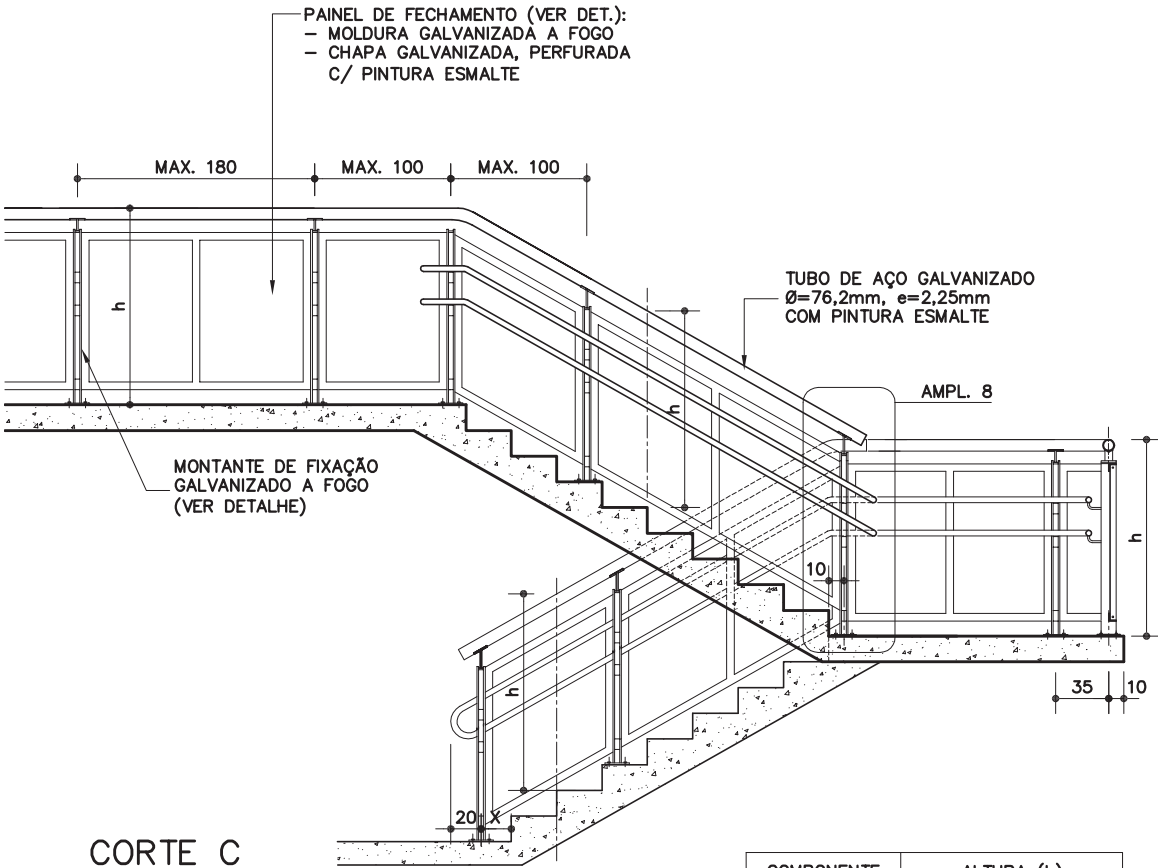 PAINEL DE FECHAMENTO (VER DET.):
– MOLDURA GALVANIZADA A FOGO
– CHAPA GALVANIZADA, PERFURADA
C/ PINTURA ESMALTE
MAX. 180
MAX. 100
MAX. 100
TUBO DE AÇO GALVANIZADO
Ø=76,2mm, e=2,25mm
COM PINTURA ESMALTE
h
AMPL. 8
h
MONTANTE DE FIXAÇÃO
GALVANIZADO A FOGO
(VER DETALHE)
h
10
h
35
10
20
X
CORTE C
COMPONENTE
ALTURA (h)